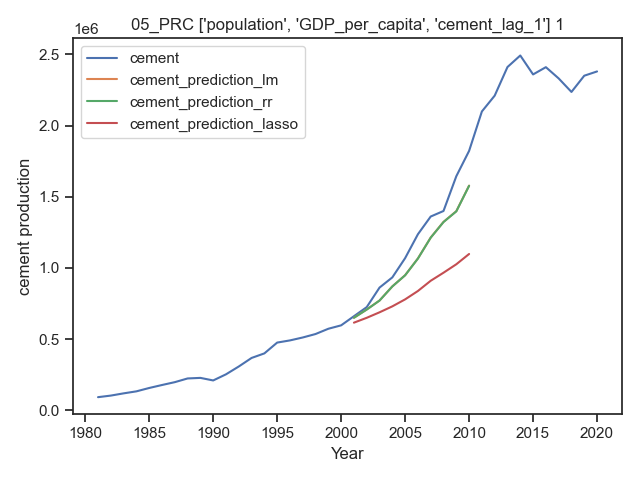 05_PRC ['population', 'GDP_per_capita', 'cement_lag_1'] 1
1e6
cement
cement_prediction_lm
cement_prediction_rr
cement_prediction_lasso
2.5
2.0
1.5
1.0
0.5
0.0
cement production
1980 1985 1990 1995 2000 2005 2010 2015 2020
Year